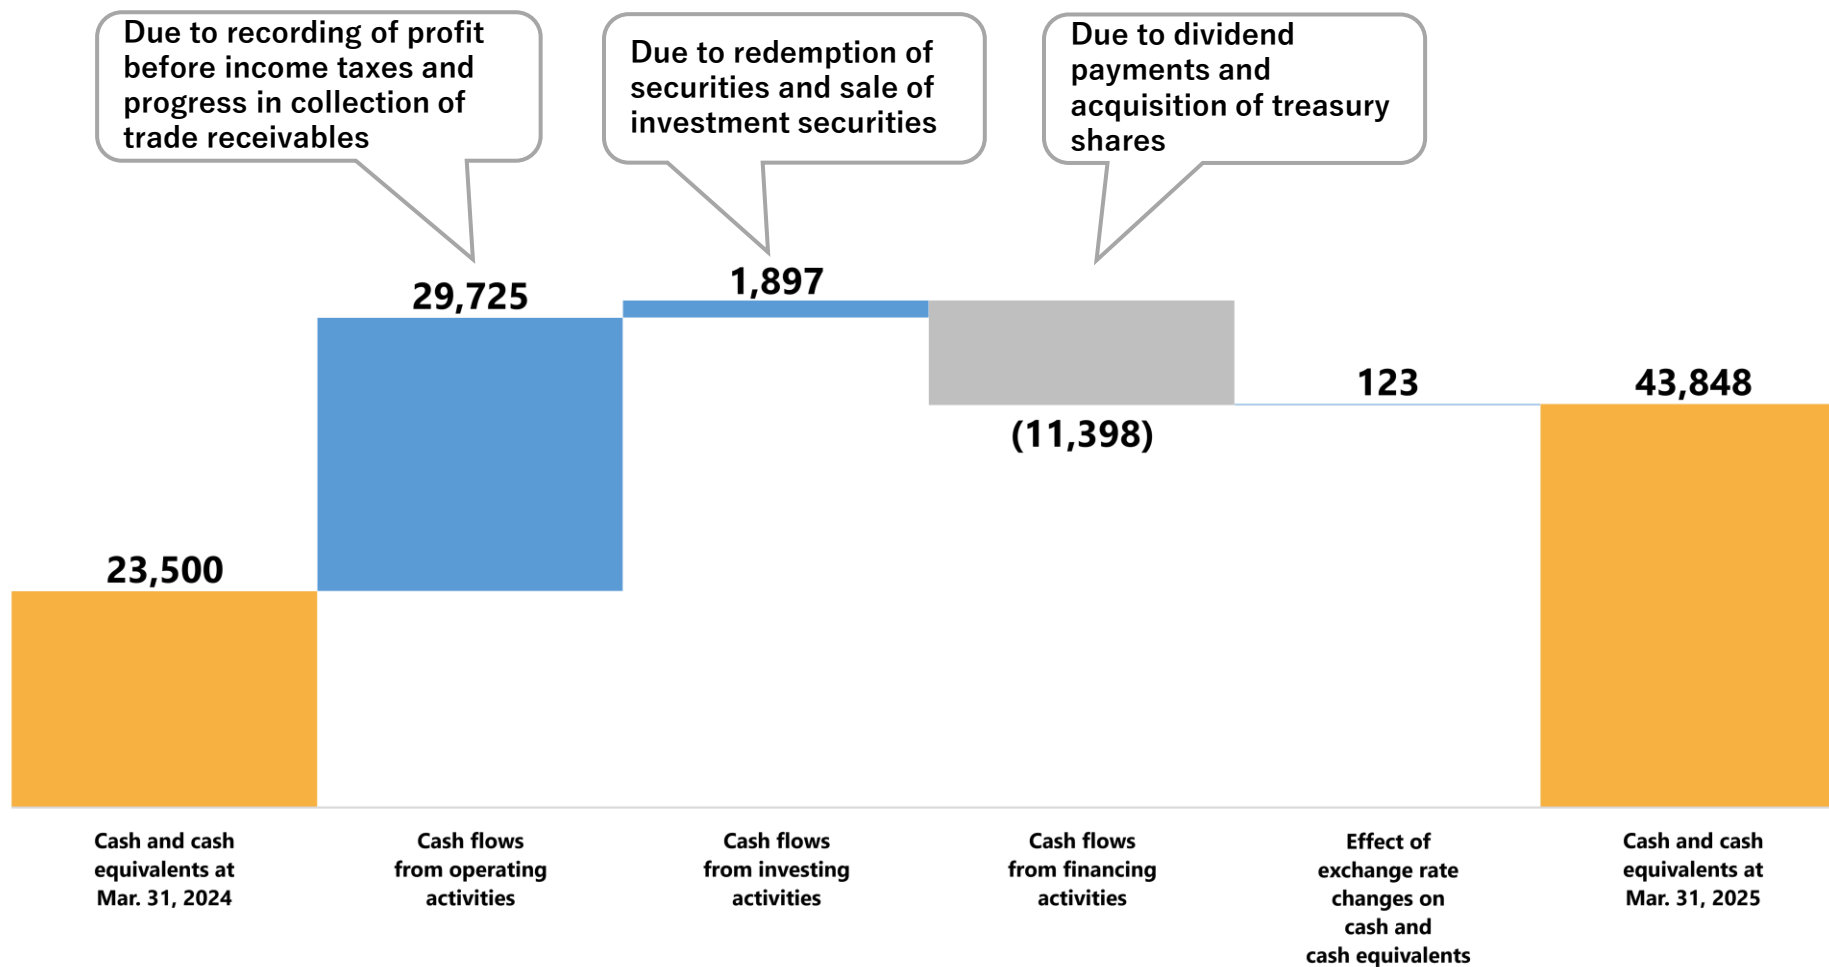 Due to recording of profit
before income taxes and
progress in collection of
trade receivables
Due to redemption of
securities and sale of
investment securities
Due to dividend
payments and
acquisition of treasury
shares
29,725
1,897
(11,398)
123
43,848
23,500
Cash and cash
equivalents at
Mar. 31, 2024
Cash flows
from operating
activities
Cash flows
from investing
activities
Cash flows
from financing
activities
Effect of
exchange rate
changes on
cash and
cash equivalents
Cash and cash
equivalents at
Mar. 31, 2025